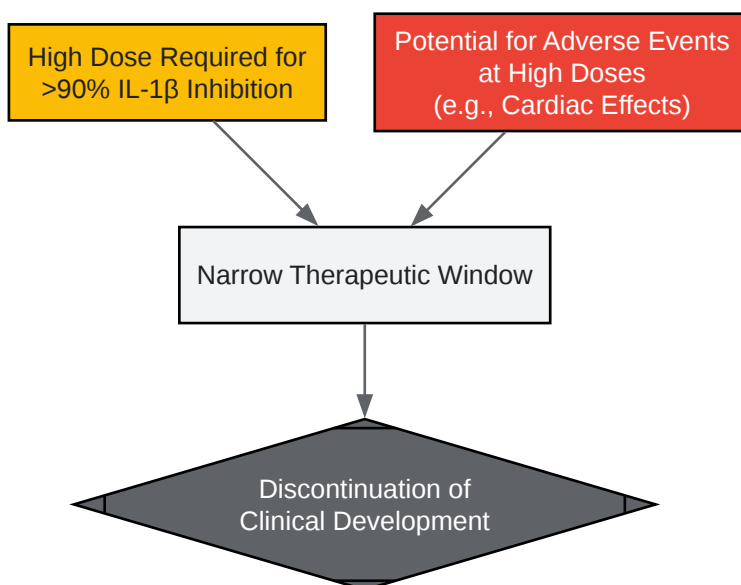 High Dose Required for
>90% IL-1β Inhibition
Potential for Adverse Events
at High Doses
(e.g., Cardiac Effects)
Narrow Therapeutic Window
Discontinuation of
Clinical Development